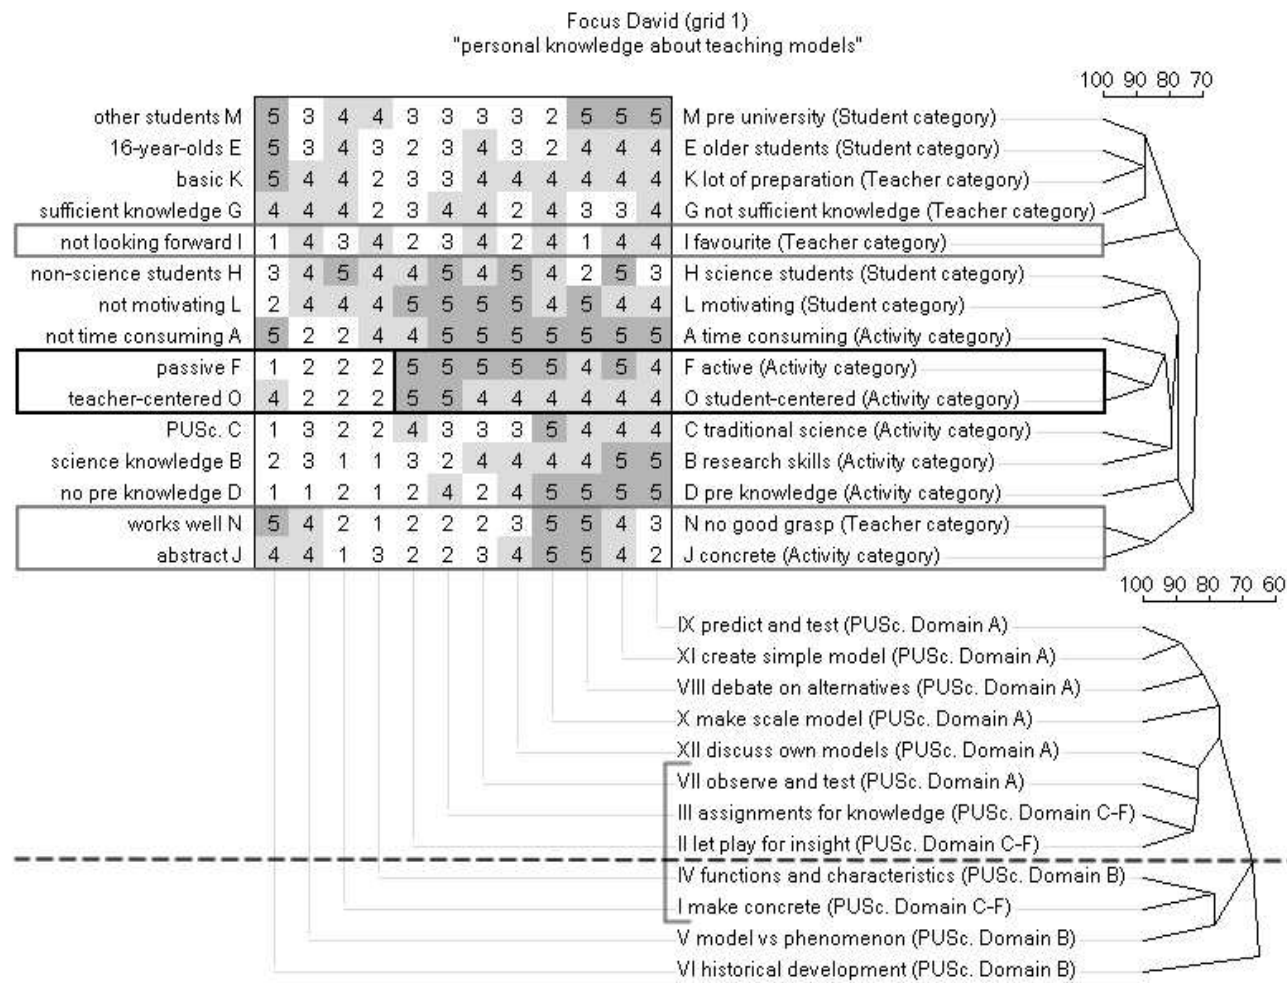 Focus David (grid 1)
"personal knowledge about teaching models"
100 90 80 70
other students M 5 3 4 4 3 3 3 3 2 5 5 5 M pre university (Student category)
16-year-olds E 5 3 4 3 2 3 4 3 2 4 4 4 E older students (Student category)
basic K 5 4 4 2 3 3 4 4 4 4 4 4 K lot of preparation (Teacher category)
sufficient knowledge G 4 4 4 2 3 4 4 2 4 3 3 4 G not sufficient knowledge (Teacher category)
not looking forward I 1 4 3 4 2 3 4 2 4 1 4 4 I favourite (Teacher category)
non-science students H 3 4 5 4 4 5 4 5 4 2 5 3 H science students (Student category)
not motivating L 2 4 4 4 5 5 5 5 4 5 4 4 L motivating (Student category)
not time consuming A 5 2 2 4 4 5 5 5 5 5 5 5 A time consuming (Activity category)
passive F 1 2 2 2 5 5 5 5 5 4 5 4 F active (Activity category)
teacher-centered O 4 2 2 2 5 5 4 4 4 4 4 4 O student-centered (Activity category)
PUSc. C 1 3 2 2 4 3 3 3 5 4 4 4 C traditional science (Activity category)
science knowledge B 2 3 1 1 3 2 4 4 4 4 5 5 B research skills (Activity category)
no pre knowledge D 1 1 2 1 2 4 2 4 5 5 5 5 D pre knowledge (Activity category)
works well N 5 4 2 1 2 2 2 3 5 5 4 3 N no good grasp (Teacher category)
abstract J 4 4 1 3 2 2 3 4 5 5 4 2 J concrete (Activity category)
100 90 80 70 60
IX predict and test (PUSc. Domain A)
XI create simple model (PUSc. Domain A)
VIII debate on alternatives (PUSc. Domain A)
X make scale model (PUSc. Domain A)
XII discuss own models (PUSc. Domain A)
VII observe and test (PUSc. Domain A)
III assignments for knowledge (PUSc. Domain C-F)
II let play for insight (PUSc. Domain C-F)
IV functions and characteristics (PUSc. Domain B)
I make concrete (PUSc. Domain C-F)
V model vs phenomenon (PUSc. Domain B)
VI historical development (PUSc. Domain B)